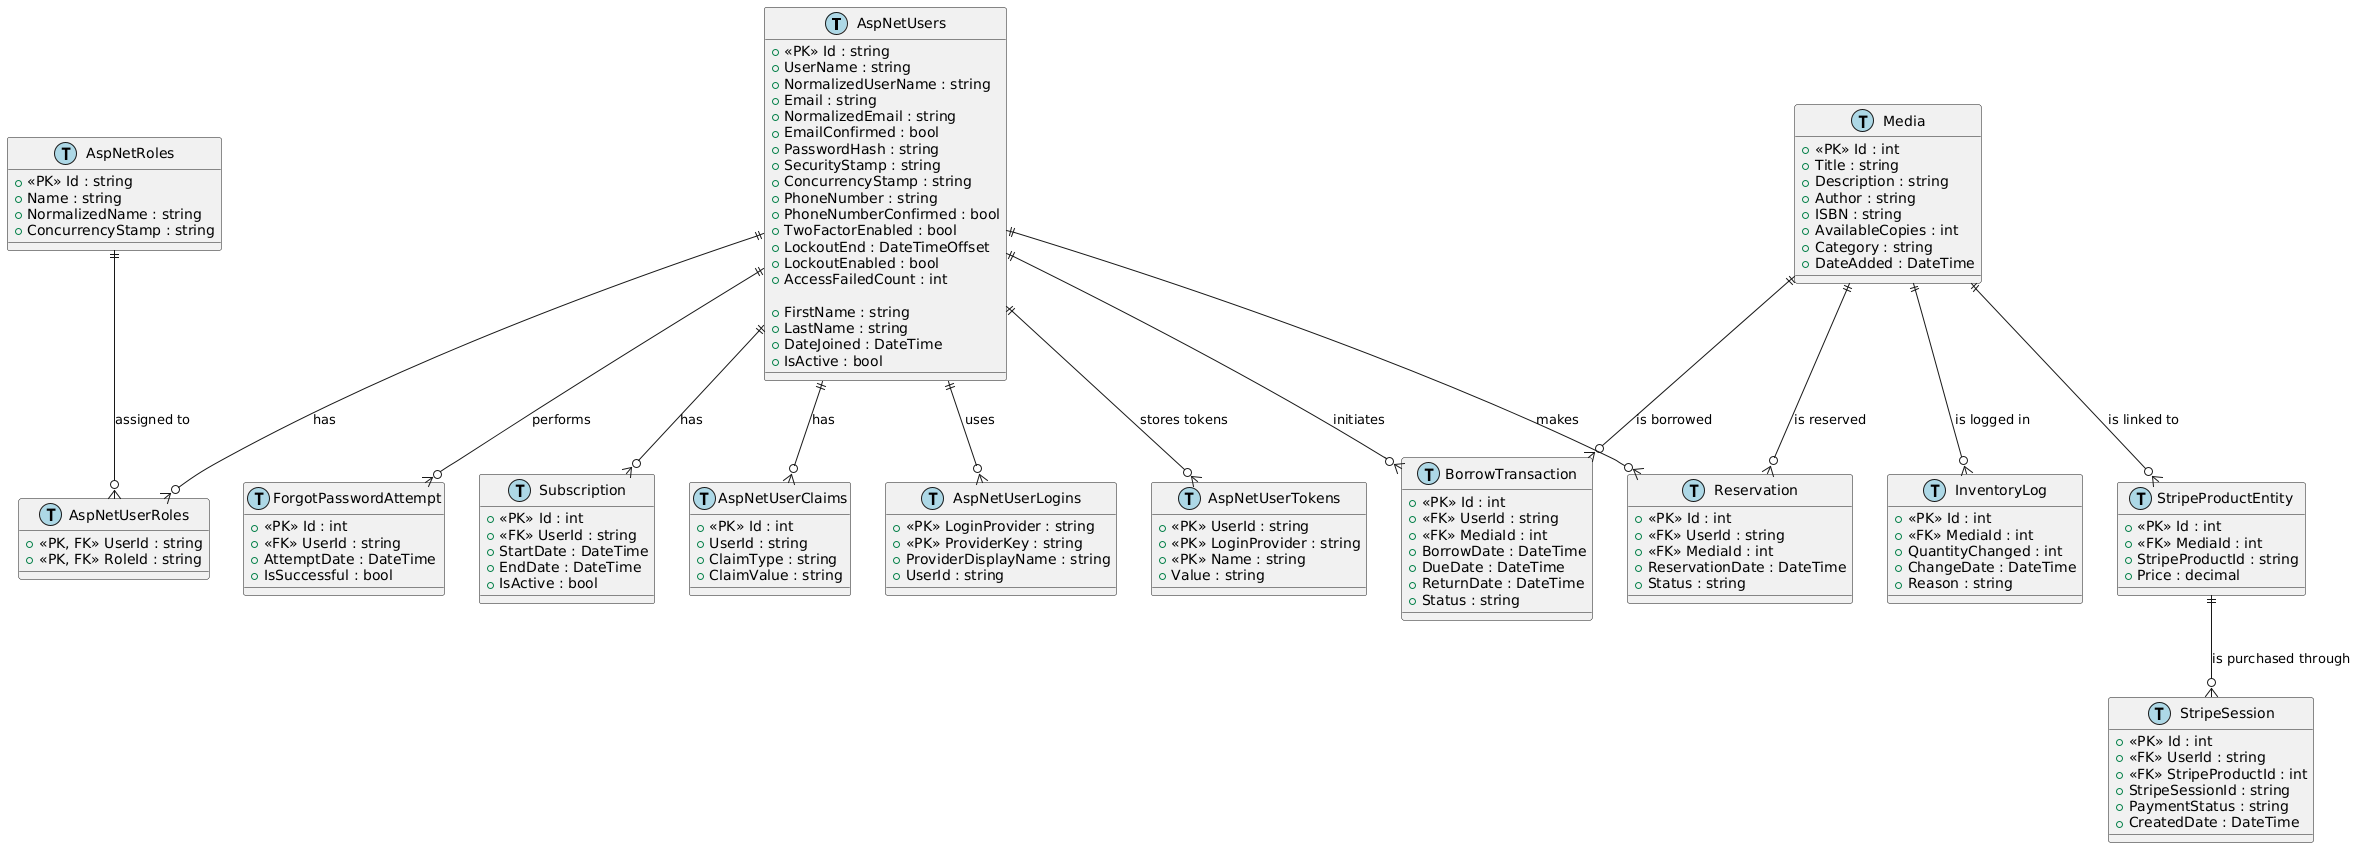 AspNetUsers
«PK» Id : string
UserName : string
NormalizedUserName : string
Email : string
NormalizedEmail : string
EmailConfirmed : bool
PasswordHash : string
SecurityStamp : string
ConcurrencyStamp : string
PhoneNumber : string
PhoneNumberConfirmed : bool
TwoFactorEnabled : bool
LockoutEnd : DateTimeOffset
LockoutEnabled : bool
AccessFailedCount : int
FirstName : string
LastName : string
DateJoined : DateTime
IsActive : bool
Media
«PK» Id : int
Title : string
Description : string
Author : string
ISBN : string
AvailableCopies : int
Category : string
DateAdded : DateTime
AspNetRoles
«PK» Id : string
Name : string
NormalizedName : string
ConcurrencyStamp : string
assigned to
has
performs
has
has
uses
stores tokens
initiates
makes
is borrowed
is reserved
is logged in
is linked to
AspNetUserRoles
«PK, FK» UserId : string
«PK, FK» RoleId : string
ForgotPasswordAttempt
«PK» Id : int
«FK» UserId : string
AttemptDate : DateTime
IsSuccessful : bool
Subscription
«PK» Id : int
«FK» UserId : string
StartDate : DateTime
EndDate : DateTime
IsActive : bool
AspNetUserClaims
«PK» Id : int
UserId : string
ClaimType : string
ClaimValue : string
AspNetUserLogins
«PK» LoginProvider : string
«PK» ProviderKey : string
ProviderDisplayName : string
UserId : string
AspNetUserTokens
«PK» UserId : string
«PK» LoginProvider : string
«PK» Name : string
Value : string
BorrowTransaction
«PK» Id : int
«FK» UserId : string
«FK» MediaId : int
BorrowDate : DateTime
DueDate : DateTime
ReturnDate : DateTime
Status : string
Reservation
«PK» Id : int
«FK» UserId : string
«FK» MediaId : int
ReservationDate : DateTime
Status : string
InventoryLog
«PK» Id : int
«FK» MediaId : int
QuantityChanged : int
ChangeDate : DateTime
Reason : string
StripeProductEntity
«PK» Id : int
«FK» MediaId : int
StripeProductId : string
Price : decimal
is purchased through
StripeSession
«PK» Id : int
«FK» UserId : string
«FK» StripeProductId : int
StripeSessionId : string
PaymentStatus : string
CreatedDate : DateTime
T
T
T
T
T
T
T
T
T
T
T
T
T
T